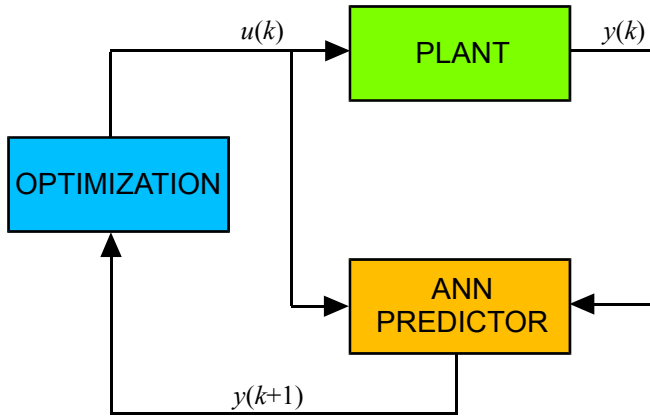 u(k)
PLANT
y(k)
OPTIMIZATION
ANN
PREDICTOR
y(k+1)